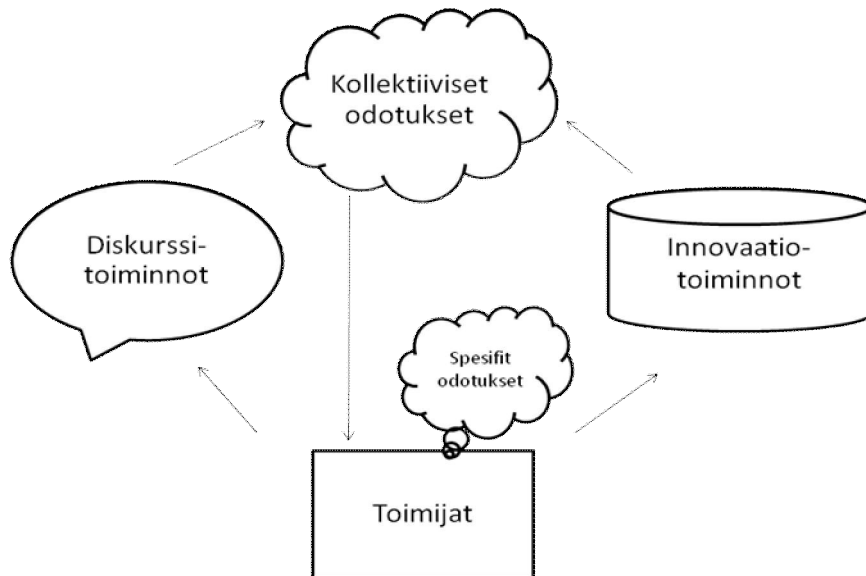 Kollektiiviset
odotukset
Diskurssi-
toiminnot
Innovaatio-
toiminnot
Spesifit
odotukset
Toimijat